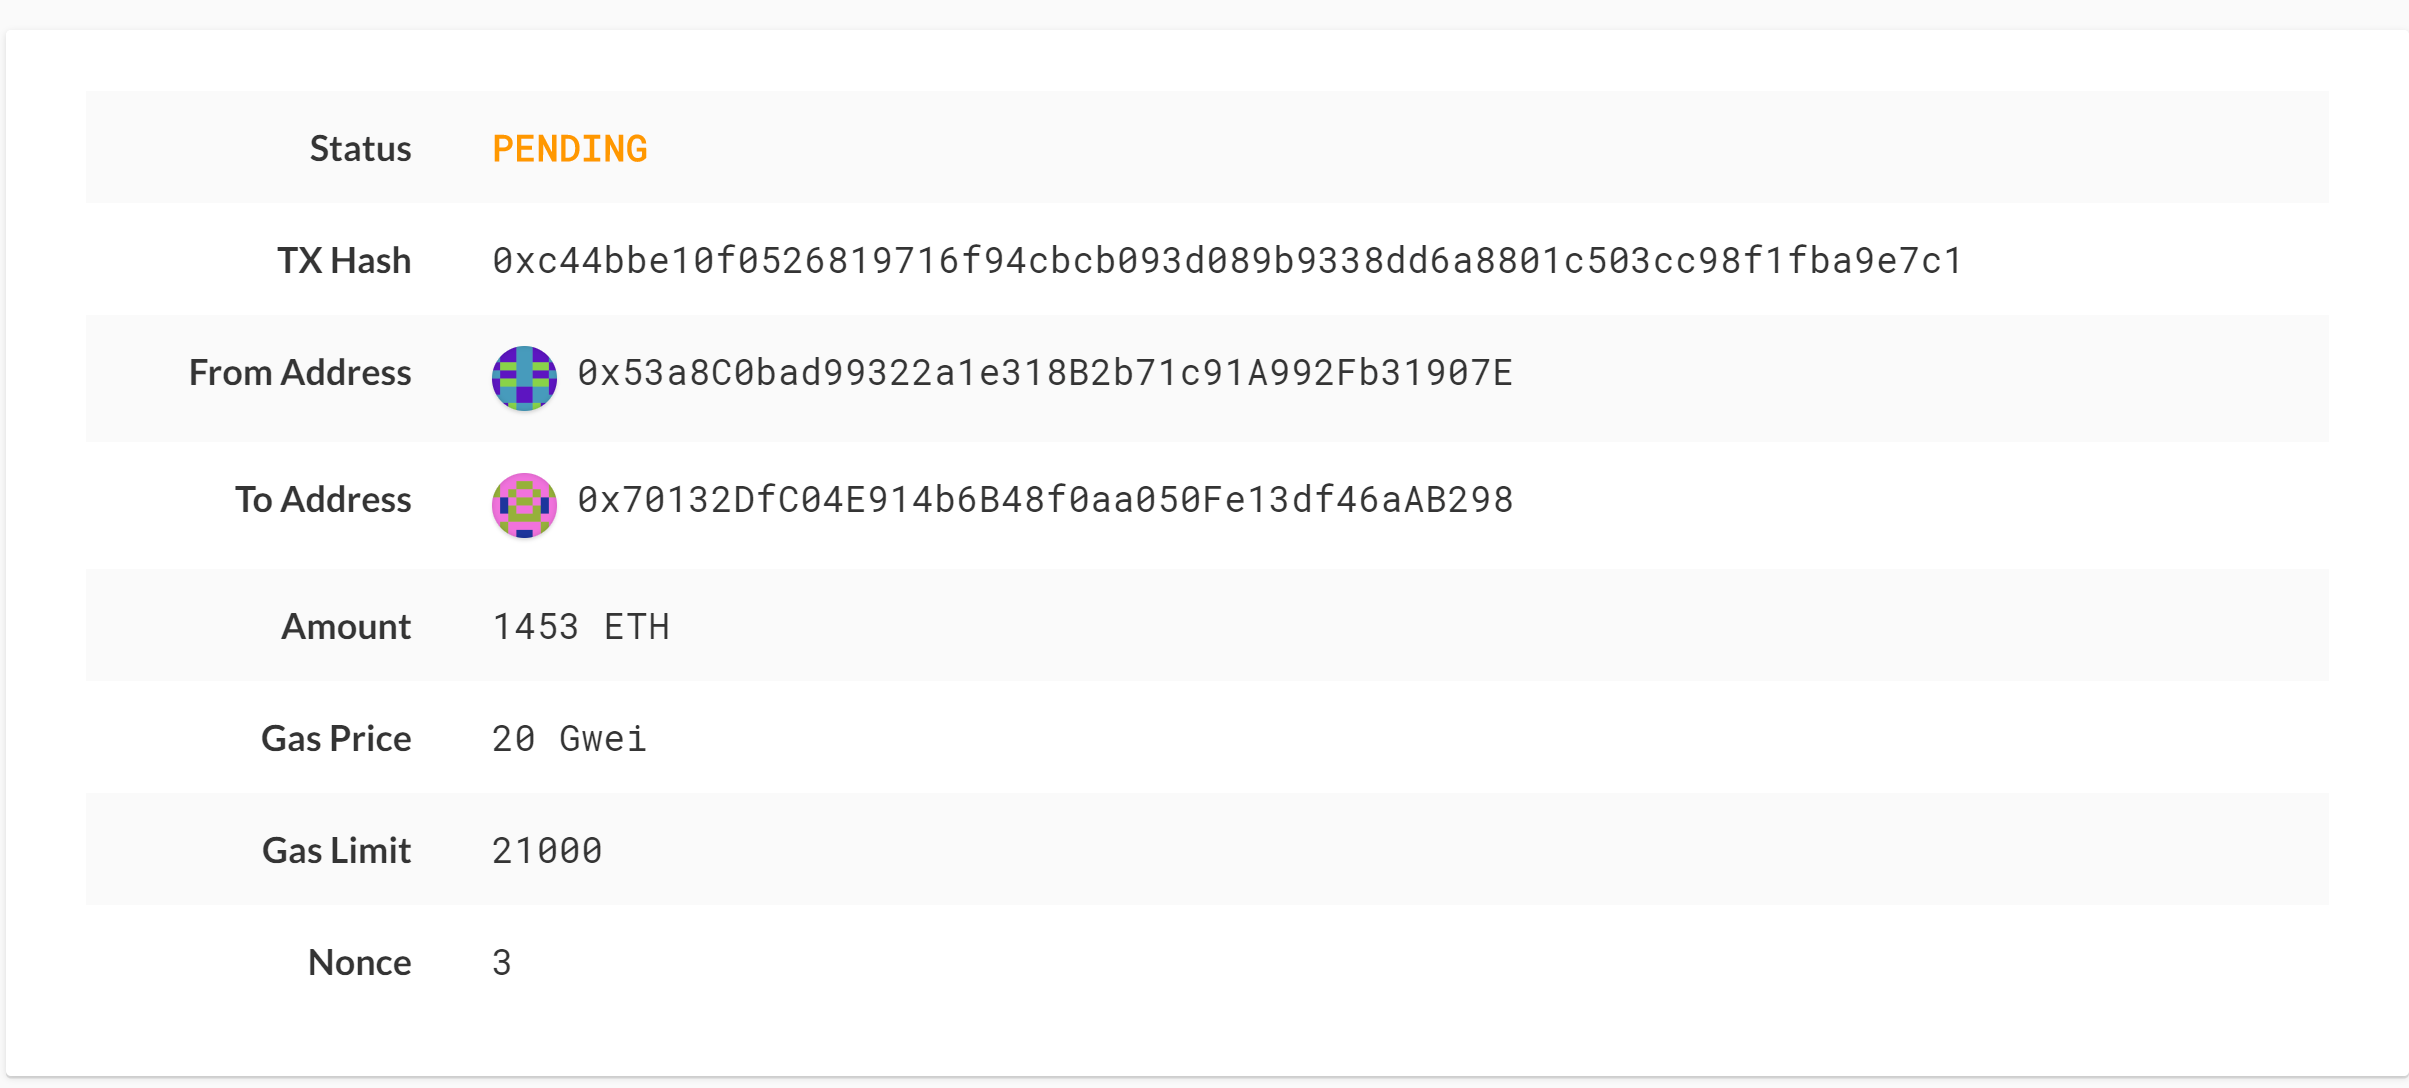 Status PENDING
TX Hash 0xc44bbe10f0526819716f94cbcb093d089b9338dd6a8801c503cc98f1fba9e7c1
From Address 0x53a8C0bad99322a1e318B2b71c91A992Fb31907E
To Address 0x70132DfC04E914b6B48f0aa050Fe13df46aAB298
Amount 1453 ETH
Gas Price 20 Gwei
Gas Limit 21000
Nonce 3